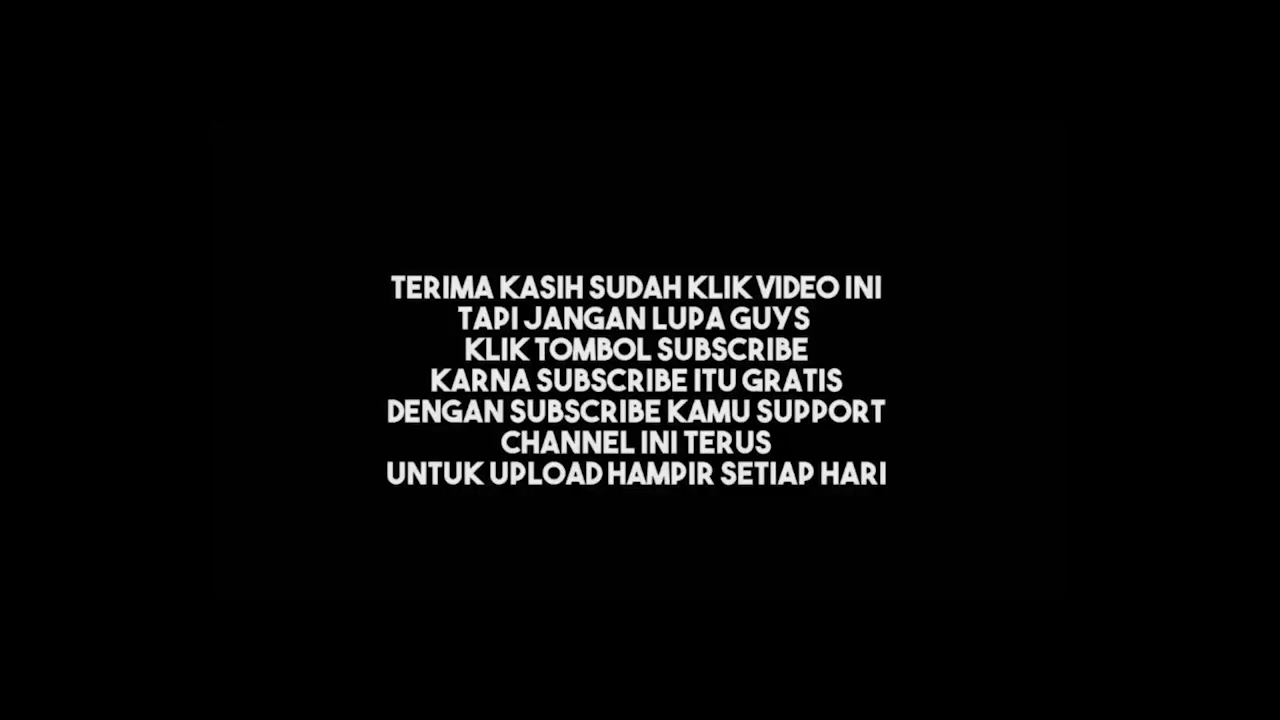 TERIMA KASIH SUDAH KLIK VIDEO INI
TAPI JANGAN LUPA GUYS
KLIK TOMBOL SUBSCRIBE
KARNA SUBSCRIBE ITU GRATIS
DENGAN SUBSCRIBE KAMU SUPPORT
CHANNEL INI TERUS
UNTUK UPLOAD HAMPIR SETIAP HARI